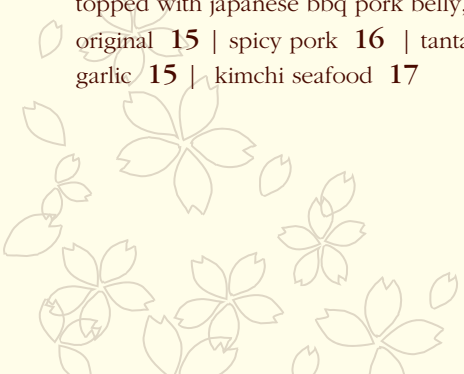 topped with japanese bbq pork belly,
original 15 | spicy pork 16 | tanta
garlic 15 | kimchi seafood 17